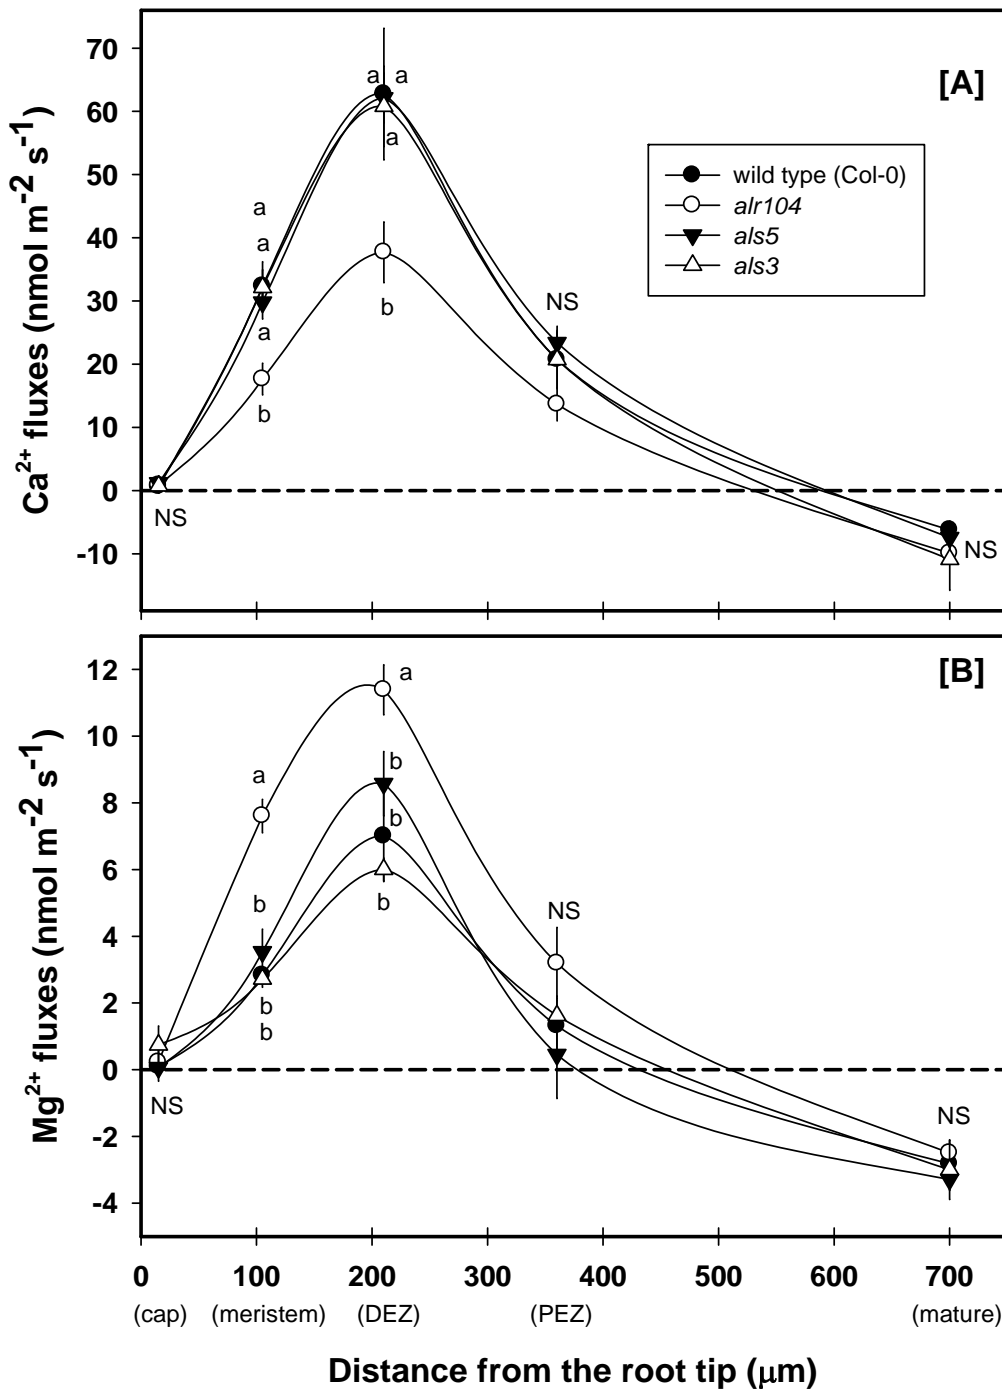 70
60
50
40
30
20
10
0
-10
Ca2+ fluxes (nmol m-2 s-1)
[A]
wild type (Col-0)
alr104
als5
als3
a a
a
a
a
a
b
b
NS
NS
NS
12
10
8
6
4
2
0
-2
-4
Mg2+ fluxes (nmol m-2 s-1)
[B]
a
a
b
b
b
b
b
b
NS
NS
NS
0 100 200 300 400 500 600 700
(cap) (meristem) (DEZ) (PEZ) (mature)
Distance from the root tip (μm)